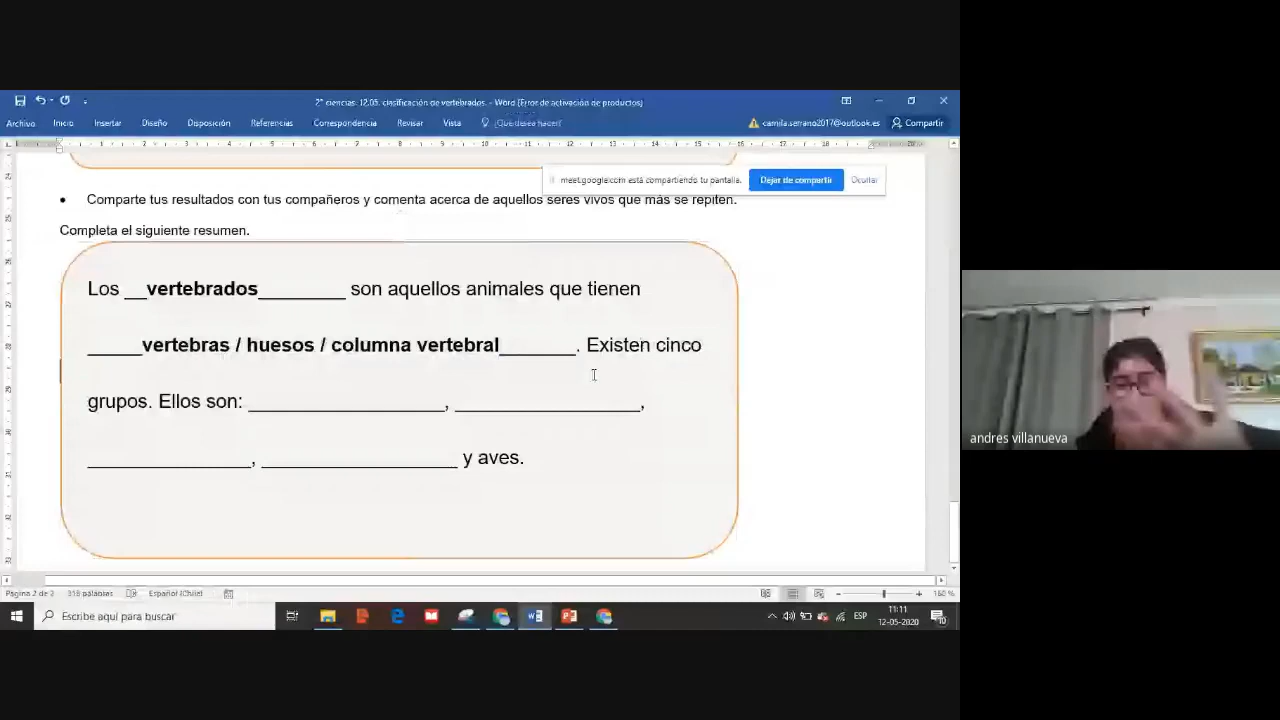 2° ciencias. 12.05. clasificación de vertebrados. - Word (Error de activación de productos)
Archivo Inicio Insertar Diseño Disposición Referencias Correspondencia Revisar Vista ¿Qué desea hacer? camila.serrano2017@outlook.es Compartir
meet.google.com está compartiendo tu pantalla. Dejar de compartir Ocultar
• Comparte tus resultados con tus compañeros y comenta acerca de aquellos seres vivos que más se repiten.
Completa el siguiente resumen.
Los __vertebrados________ son aquellos animales que tienen
_____vertebras / huesos / columna vertebral_______. Existen cinco
grupos. Ellos son: __________________, _________________,
_______________, __________________ y aves.
andres villanueva
Página 2 de 2 318 palabras Español (Chile) 160 %
Escribe aquí para buscar
ESP
11:11
12-05-2020